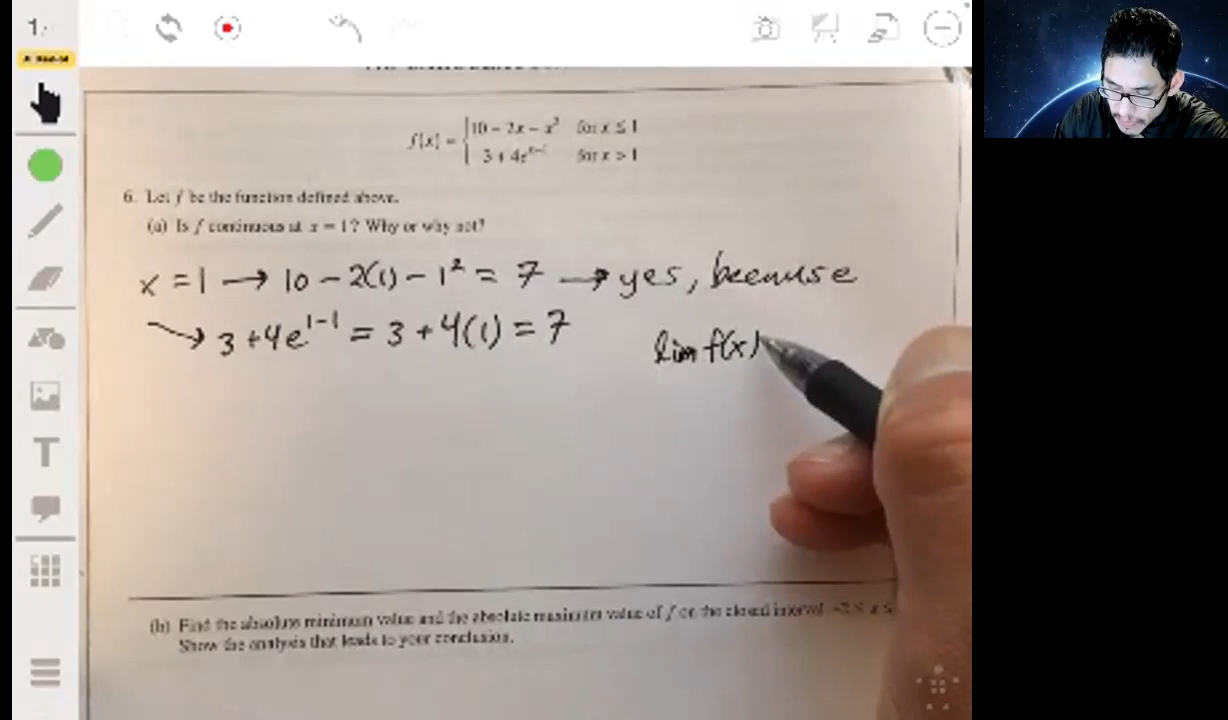 1.
f(x) = { 10 − 2x − x² for x ≤ 1
3 + 4eˣ⁻¹ for x > 1
6. Let f be the function defined above.
(a) Is f continuous at x = 1? Why or why not?
x = 1 → 10 − 2(1) − 1² = 7 → yes, because
→ 3 + 4e¹⁻¹ = 3 + 4(1) = 7
lim f(x)
(b) Find the absolute minimum value and the absolute maximum value of f on the closed interval −2 ≤ x ≤
Show the analysis that leads to your conclusion.
T